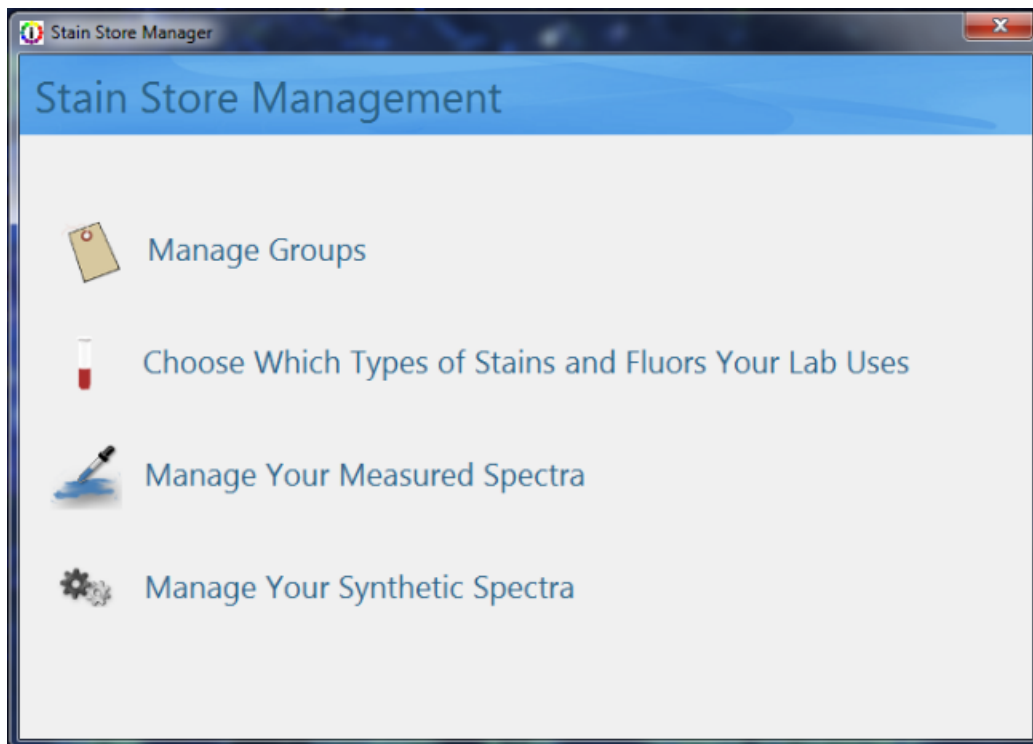 Stain Store Manager
Stain Store Management
Manage Groups
Choose Which Types of Stains and Fluors Your Lab Uses
Manage Your Measured Spectra
Manage Your Synthetic Spectra